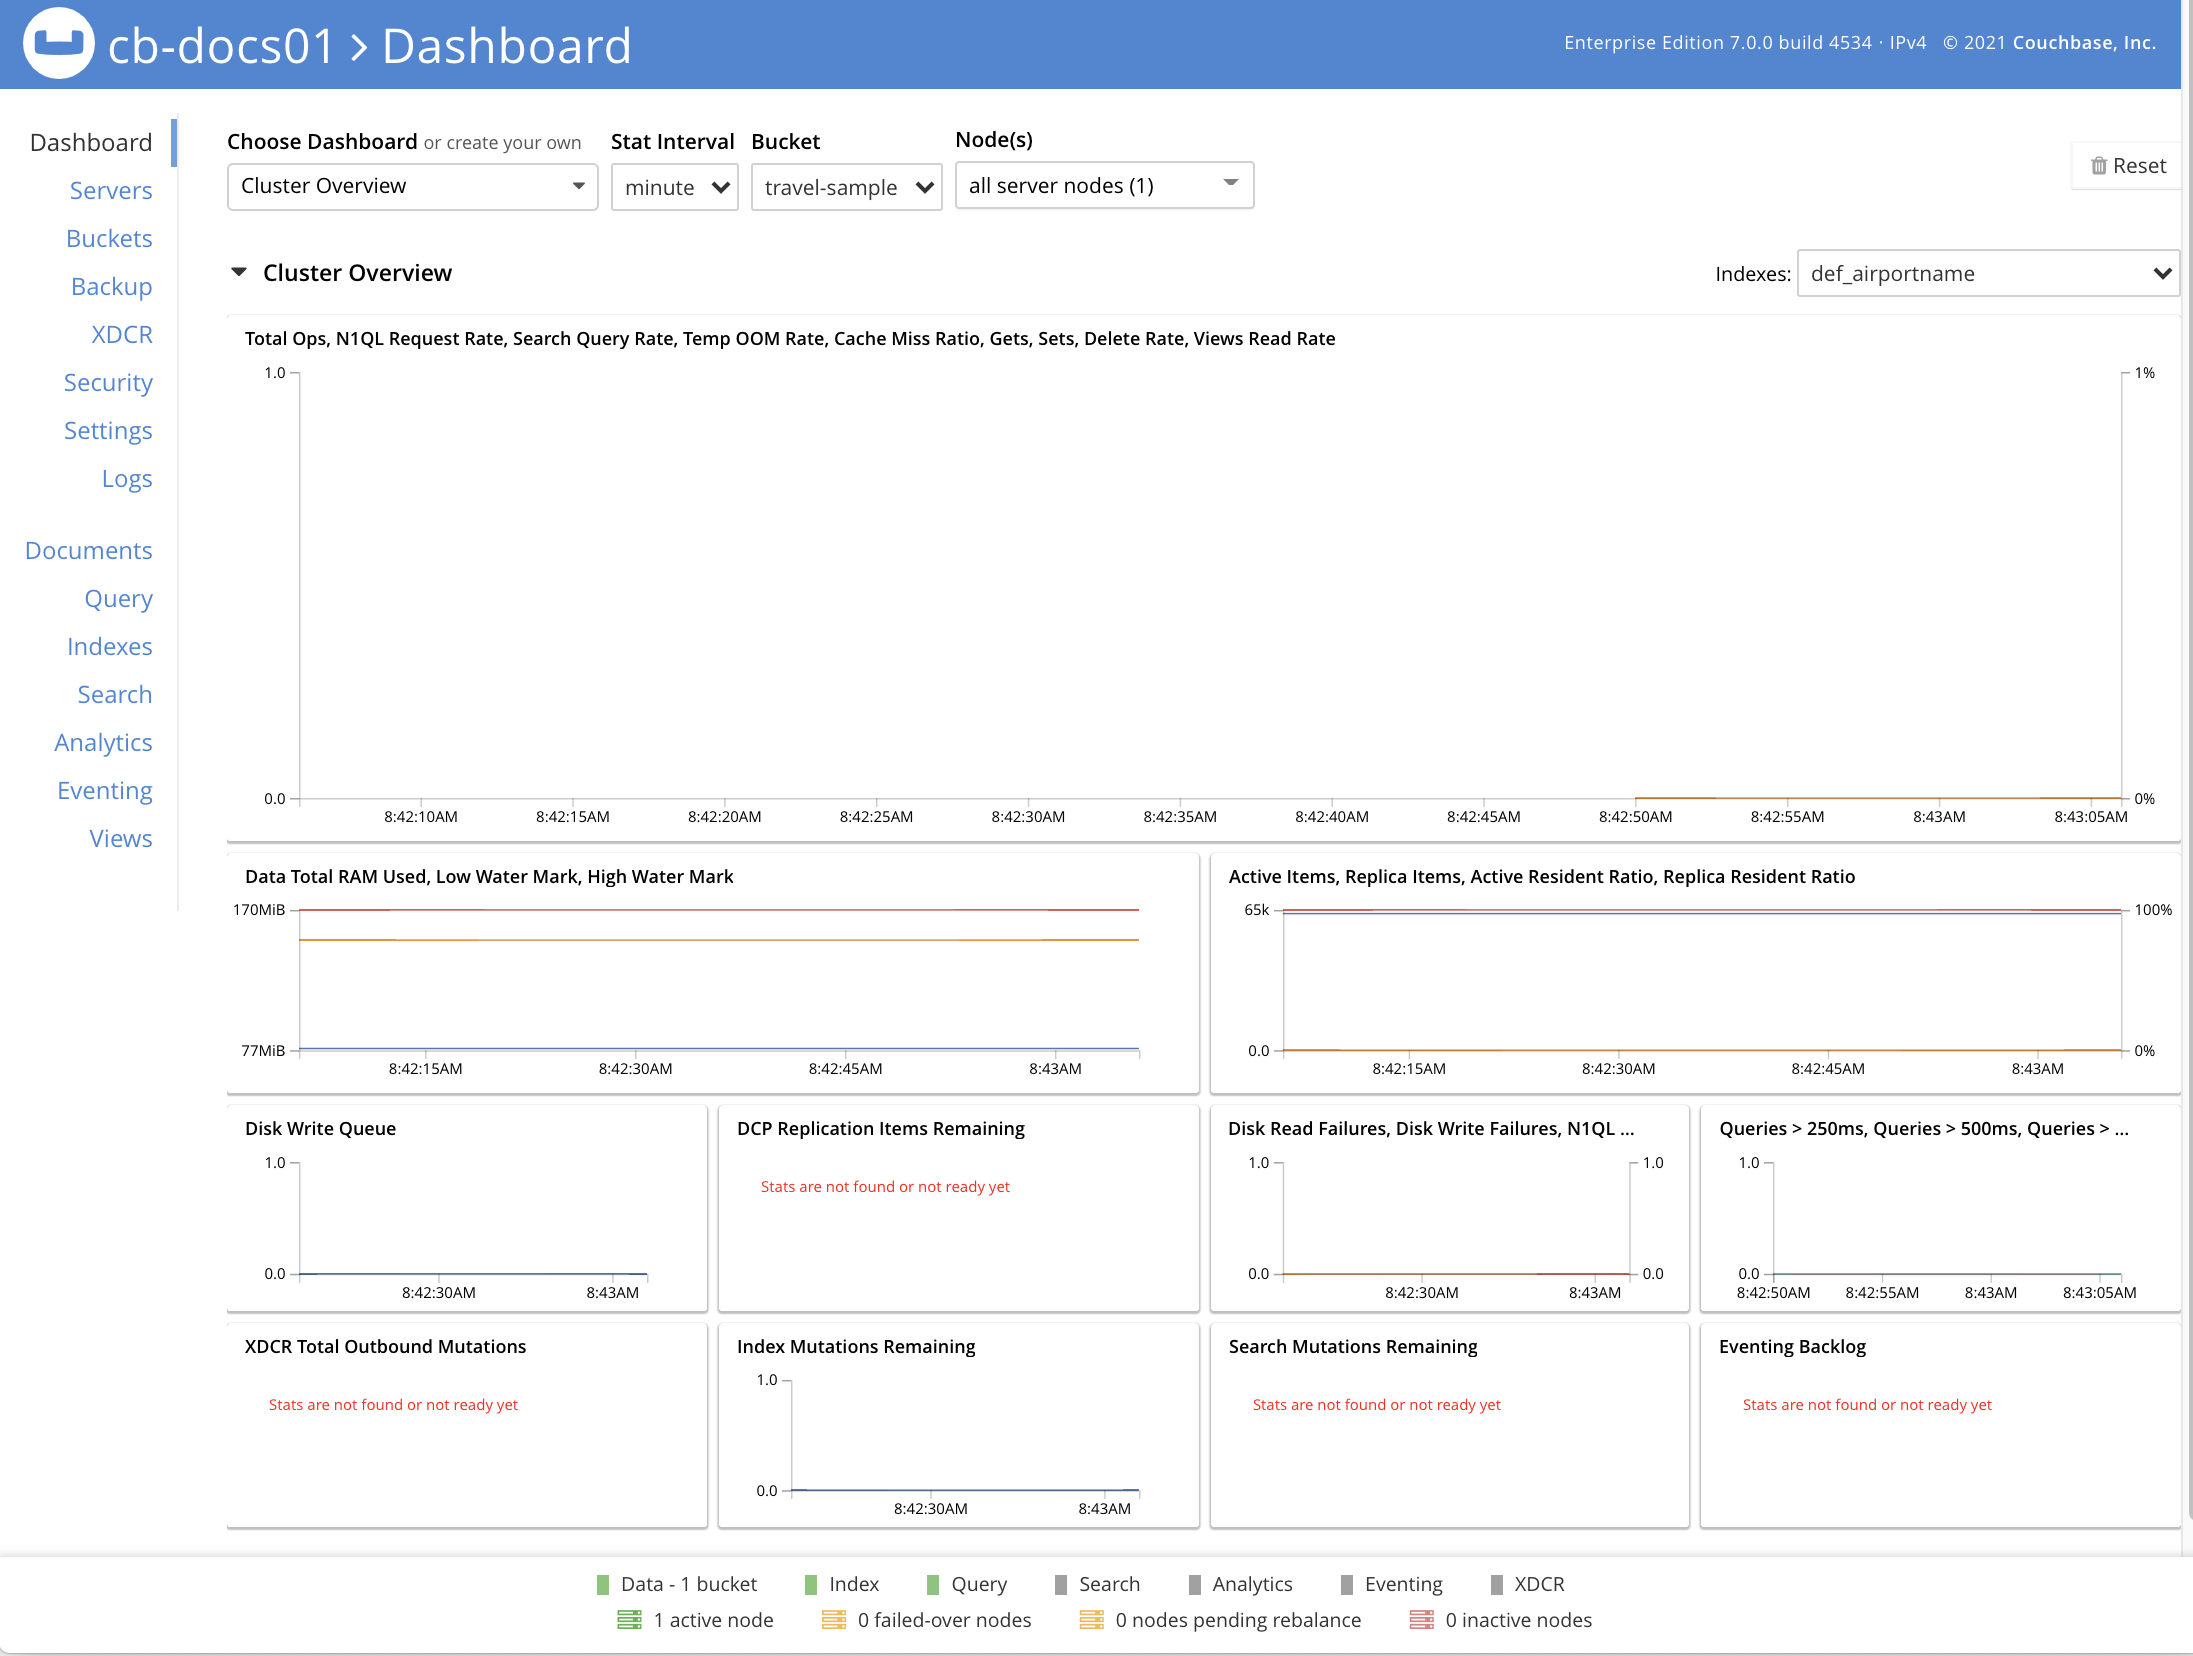 cb-docs01 > Dashboard
Enterprise Edition 7.0.0 build 4534 · IPv4 © 2021 Couchbase, Inc.
Dashboard
Servers
Buckets
Backup
XDCR
Security
Settings
Logs
Documents
Query
Indexes
Search
Analytics
Eventing
Views
Choose Dashboard or create your own
Cluster Overview
Stat Interval
minute
Bucket
travel-sample
Node(s)
all server nodes (1)
Reset
Cluster Overview
Indexes: def_airportname
Total Ops, N1QL Request Rate, Search Query Rate, Temp OOM Rate, Cache Miss Ratio, Gets, Sets, Delete Rate, Views Read Rate
1.0 1%
0.0 0%
8:42:10AM 8:42:15AM 8:42:20AM 8:42:25AM 8:42:30AM 8:42:35AM 8:42:40AM 8:42:45AM 8:42:50AM 8:42:55AM 8:43AM 8:43:05AM
Data Total RAM Used, Low Water Mark, High Water Mark
170MiB
77MiB
8:42:15AM 8:42:30AM 8:42:45AM 8:43AM
Active Items, Replica Items, Active Resident Ratio, Replica Resident Ratio
65k 100%
0.0 0%
8:42:15AM 8:42:30AM 8:42:45AM 8:43AM
Disk Write Queue
1.0
0.0
8:42:30AM 8:43AM
DCP Replication Items Remaining
Stats are not found or not ready yet
Disk Read Failures, Disk Write Failures, N1QL ...
1.0 1.0
0.0 0.0
8:42:30AM 8:43AM
Queries > 250ms, Queries > 500ms, Queries > ...
1.0
0.0
8:42:50AM 8:42:55AM 8:43AM 8:43:05AM
XDCR Total Outbound Mutations
Stats are not found or not ready yet
Index Mutations Remaining
1.0
0.0
8:42:30AM 8:43AM
Search Mutations Remaining
Stats are not found or not ready yet
Eventing Backlog
Stats are not found or not ready yet
Data - 1 bucket Index Query Search Analytics Eventing XDCR
1 active node 0 failed-over nodes 0 nodes pending rebalance 0 inactive nodes